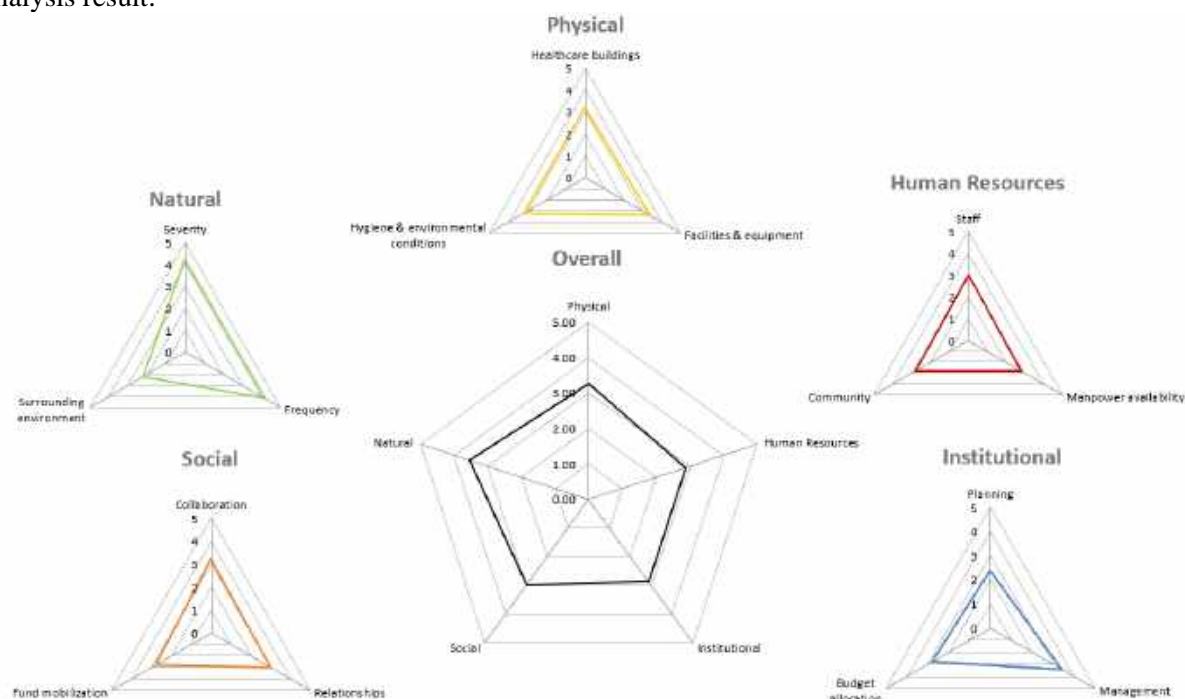 nalysis result.
Physical
Healthcare buildings
5
4
3
2
1
0
Hygiene & environmental
conditions
Facilities & equipment
Natural
Severity
5
4
3
2
1
0
Surrounding
environment
Frequency
Human Resources
Staff
5
4
3
2
1
0
Community
Manpower availability
Overall
Physical
5.00
4.00
3.00
2.00
1.00
0.00
Natural
Human Resources
Social
Institutional
Social
Collaboration
5
4
3
2
1
0
Fund mobilization
Relationships
Institutional
Planning
5
4
3
2
1
0
Budget
allocation
Management